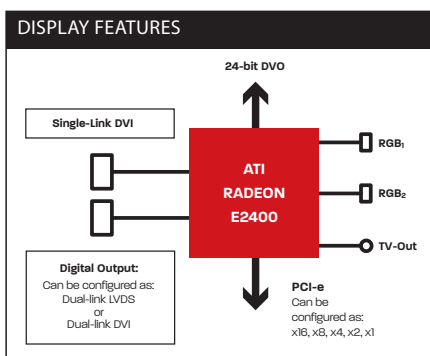 DISPLAY FEATURES
24-bit DVO
Single-Link DVI
ATI
RADEON
E2400
RGB₁
RGB₂
TV-Out
Digital Output:
Can be configured as:
Dual-link LVDS
or
Dual-link DVI
PCI-e
Can be
configured as:
x16, x8, x4, x2, x1